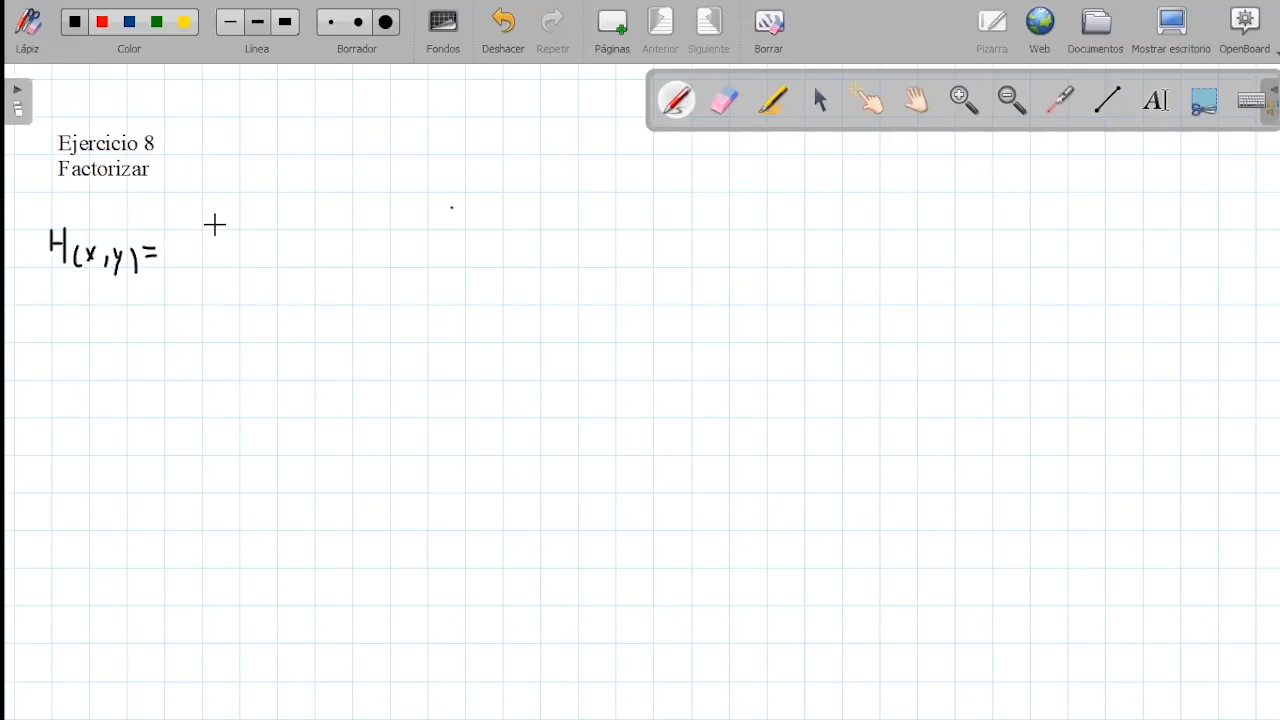 Lápiz Color Línea Borrador Fondos Deshacer Repetir Páginas Anterior Siguiente Borrar Pizarra Web Documentos Mostrar escritorio OpenBoard
AI
Ejercicio 8
Factorizar
H(x,y)=